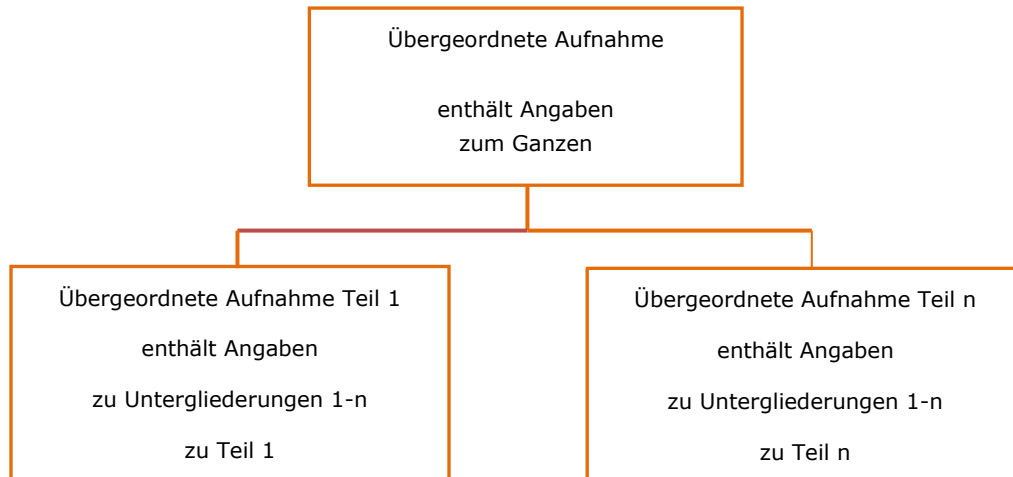 Übergeordnete Aufnahme
enthält Angaben
zum Ganzen
Übergeordnete Aufnahme Teil 1
enthält Angaben
zu Untergliederungen 1-n
zu Teil 1
Übergeordnete Aufnahme Teil n
enthält Angaben
zu Untergliederungen 1-n
zu Teil n